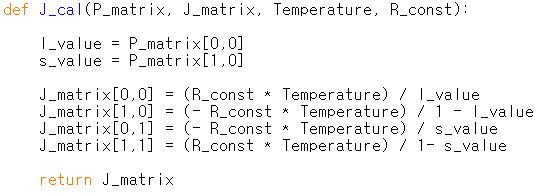 def J_cal(P_matrix, J_matrix, Temperature, R_const):
l_value = P_matrix[0,0]
s_value = P_matrix[1,0]
J_matrix[0,0] = (R_const * Temperature) / l_value
J_matrix[1,0] = (- R_const * Temperature) / 1 - l_value
J_matrix[0,1] = (- R_const * Temperature) / s_value
J_matrix[1,1] = (R_const * Temperature) / 1- s_value
return J_matrix